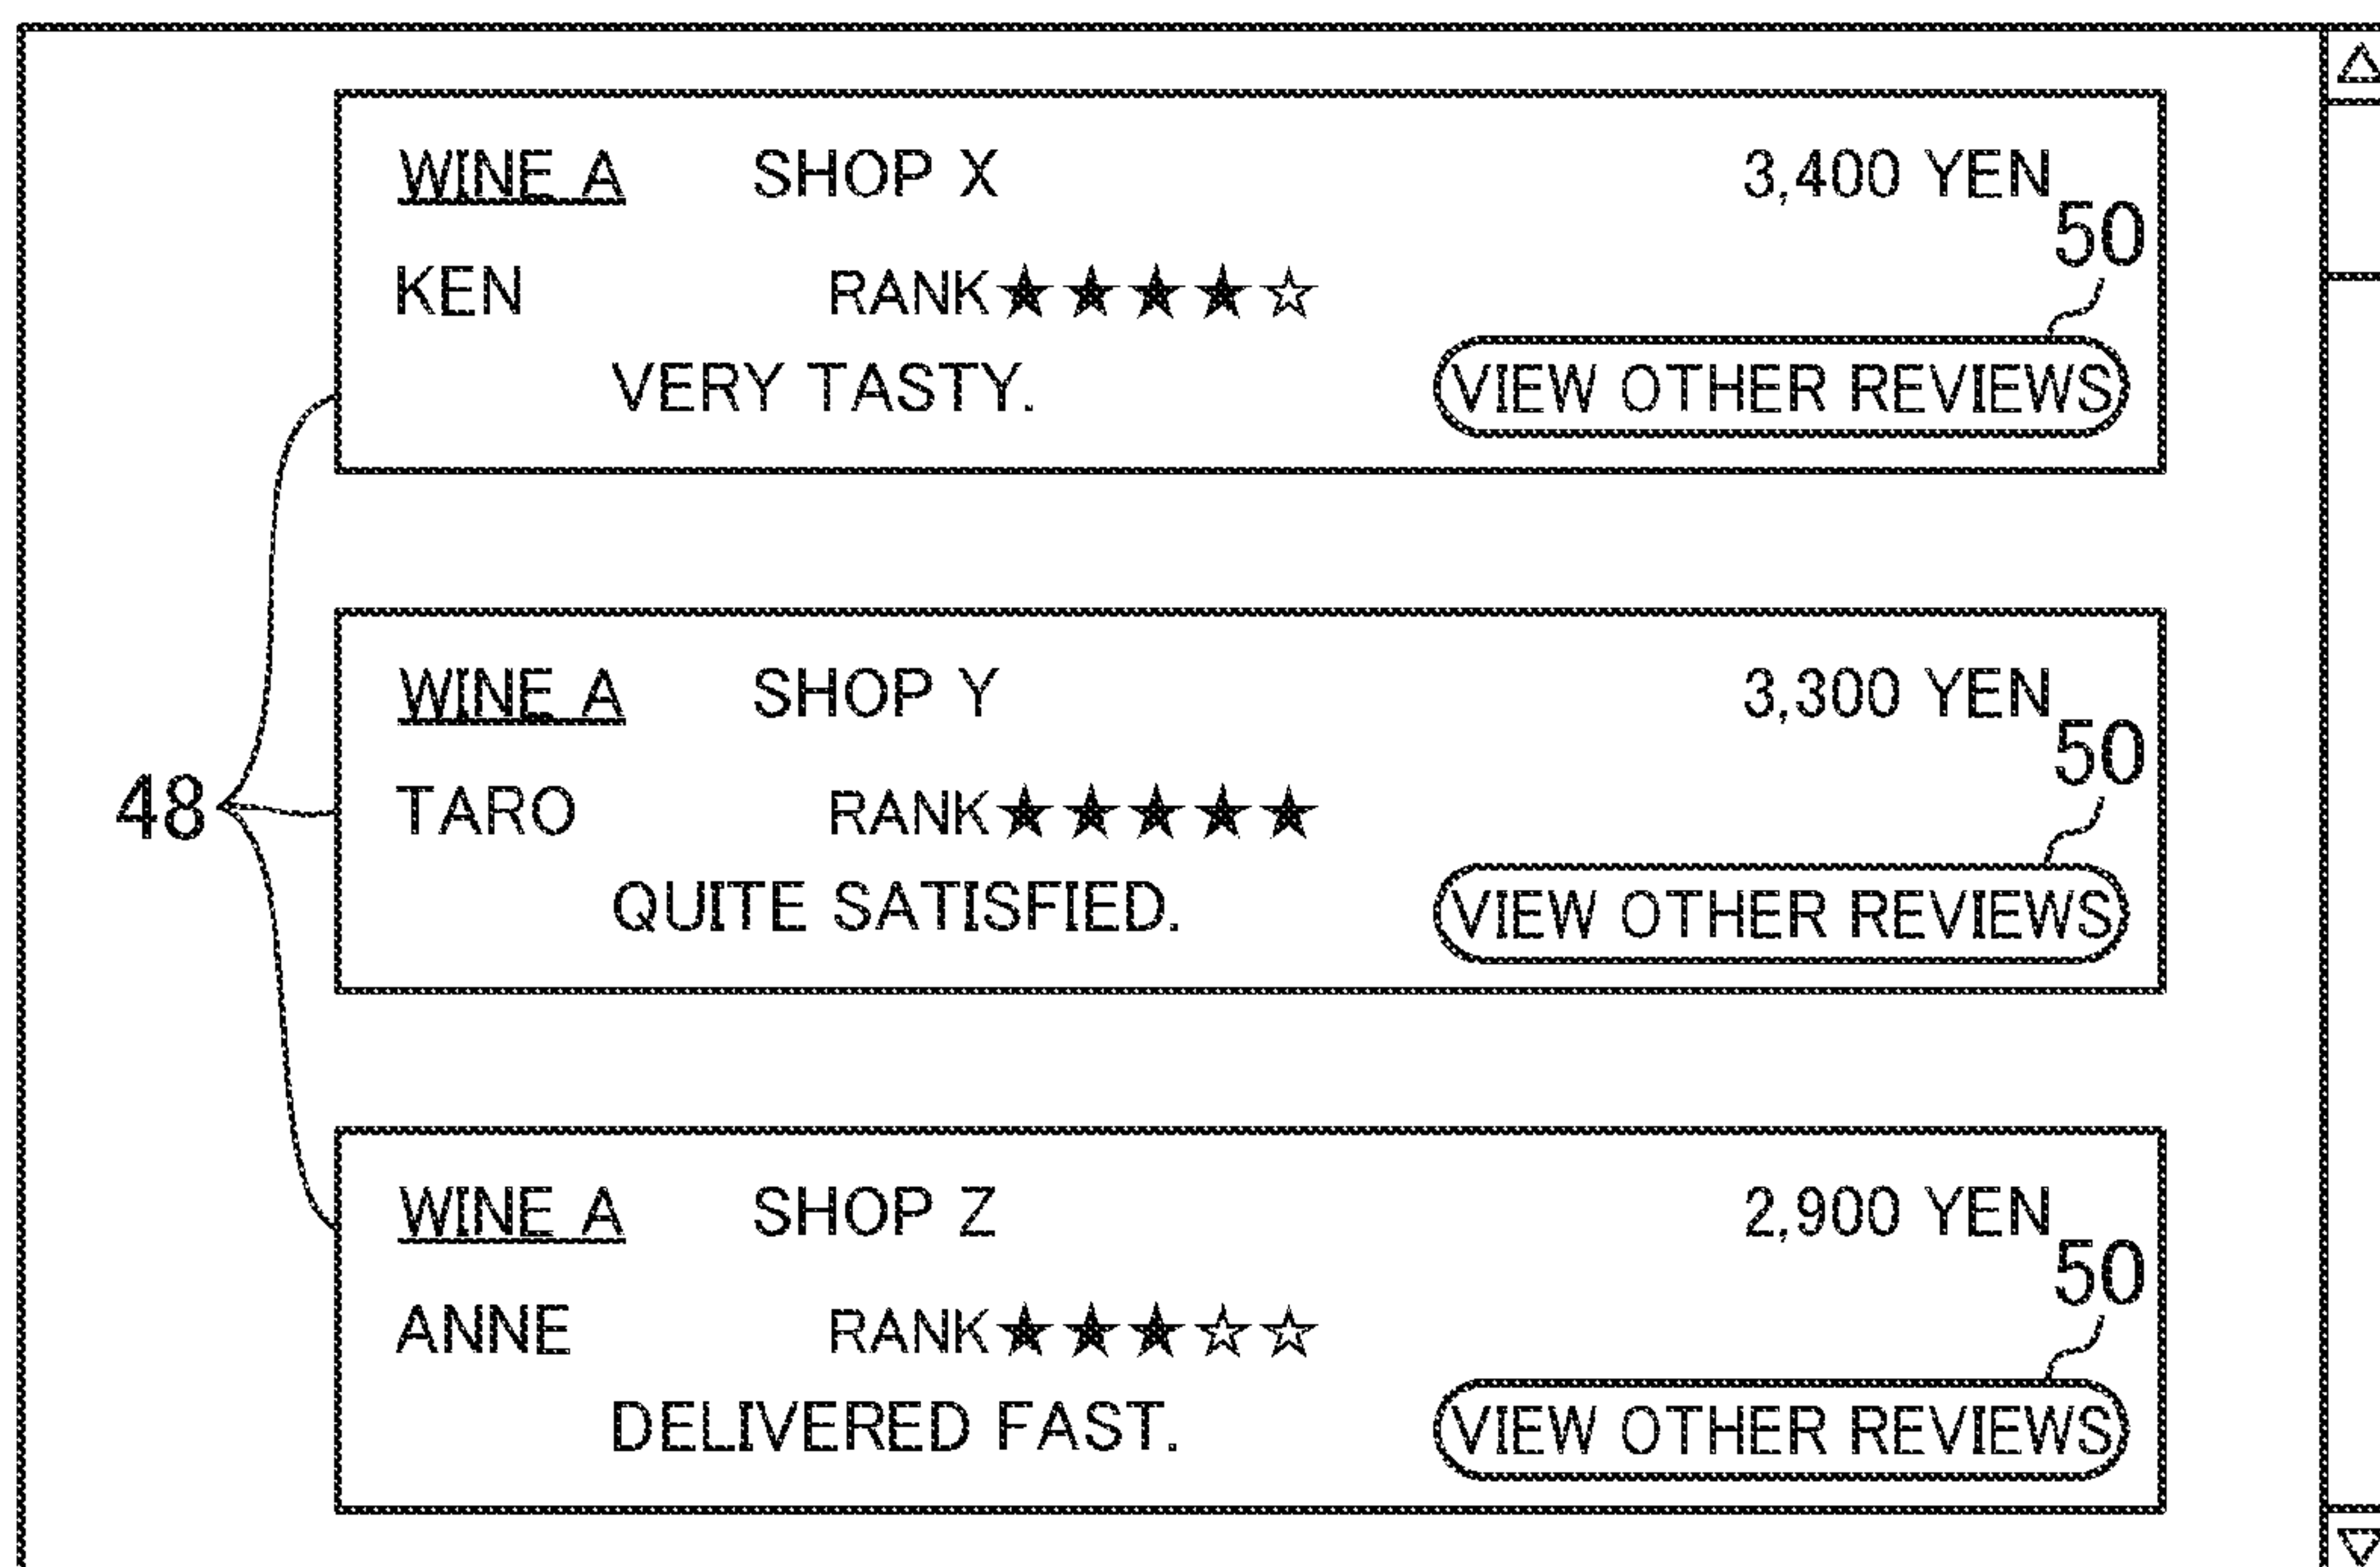 WINE A SHOP X 3,400 YEN
50
KEN RANK★★★★☆
VERY TASTY. VIEW OTHER REVIEWS
WINE A SHOP Y 3,300 YEN
50
48
TARO RANK★★★★★
QUITE SATISFIED. VIEW OTHER REVIEWS
WINE A SHOP Z 2,900 YEN
50
ANNE RANK★★★☆☆
DELIVERED FAST. VIEW OTHER REVIEWS